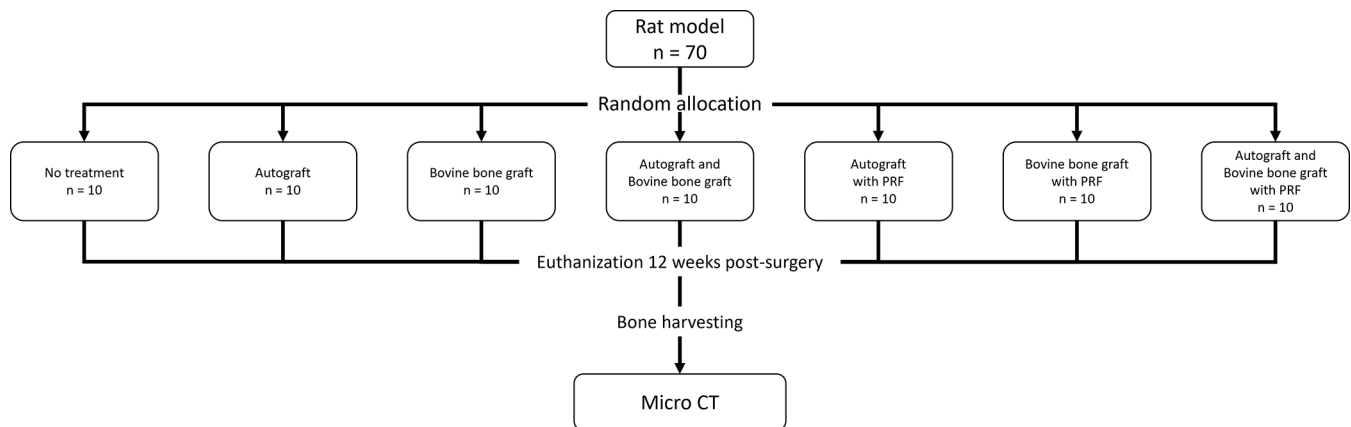 Rat model
n = 70
Random allocation
No treatment
n = 10
Autograft
n = 10
Bovine bone graft
n = 10
Autograft and
Bovine bone graft
n = 10
Autograft
with PRF
n = 10
Bovine bone graft
with PRF
n = 10
Autograft and
Bovine bone graft
with PRF
n = 10
Euthanization 12 weeks post-surgery
Bone harvesting
Micro CT